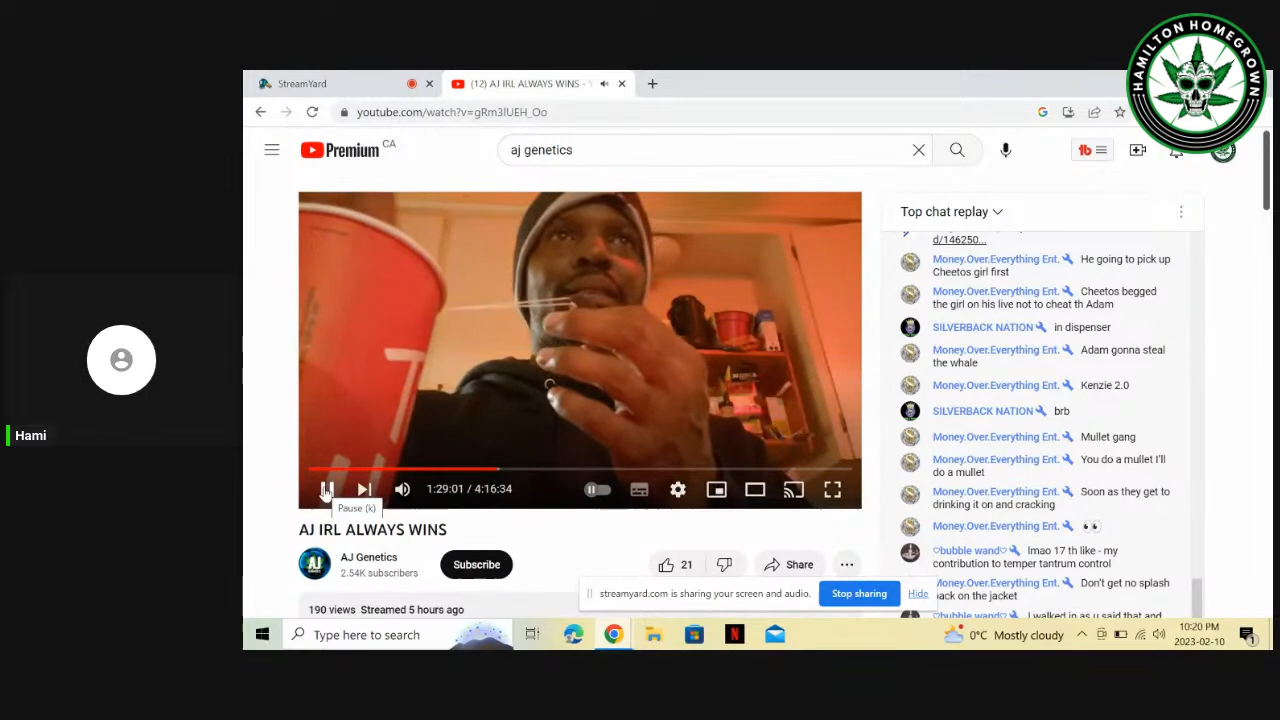 HAMILTON HOMEGROWN
StreamYard
(12) AJ IRL ALWAYS WINS -
youtube.com/watch?v=gRm3lUEH_Oo
Premium CA
aj genetics
Top chat replay
d/146250...
Money.Over.Everything Ent. He going to pick up
Cheetos girl first
Money.Over.Everything Ent. Cheetos begged
the girl on his live not to cheat th Adam
SILVERBACK NATION in dispenser
Money.Over.Everything Ent. Adam gonna steal
the whale
Money.Over.Everything Ent. Kenzie 2.0
SILVERBACK NATION brb
Money.Over.Everything Ent. Mullet gang
Money.Over.Everything Ent. You do a mullet I'll
do a mullet
Money.Over.Everything Ent. Soon as they get to
drinking it on and cracking
Money.Over.Everything Ent. 👀
♡bubble wand♡ lmao 17 th like - my
contribution to temper tantrum control
Money.Over.Everything Ent. Don't get no splash
back on the jacket
♡bubble wand♡ I walked in as u said that and
1:29:01 / 4:16:34
Pause (k)
AJ IRL ALWAYS WINS
AJ
AJ Genetics
2.54K subscribers
Subscribe
21
Share
streamyard.com is sharing your screen and audio.
Stop sharing
Hide
190 views Streamed 5 hours ago
Hami
Type here to search
N
0°C Mostly cloudy
10:20 PM
2023-02-10
1